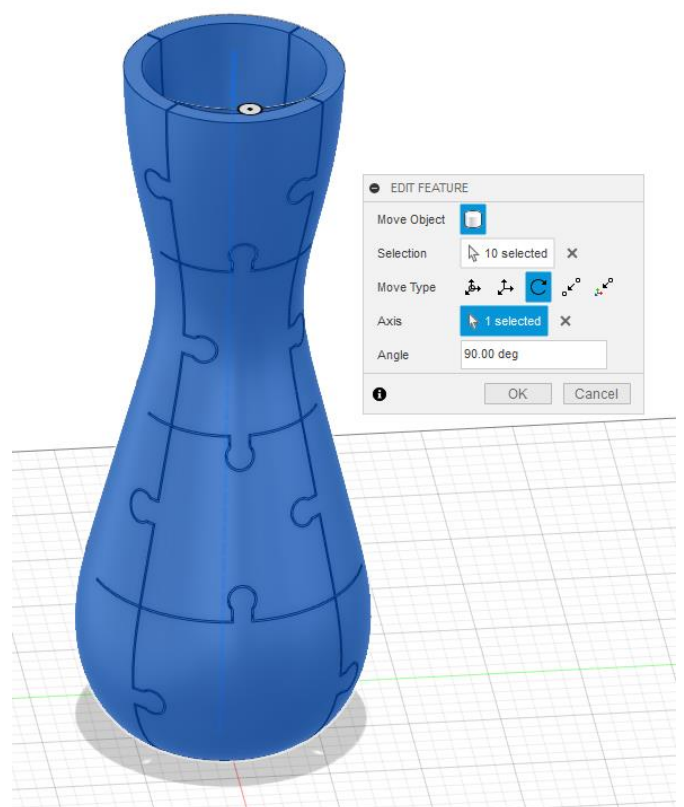 EDIT FEATURE
Move Object
Selection 10 selected
Move Type
Axis 1 selected
Angle 90.00 deg
OK Cancel